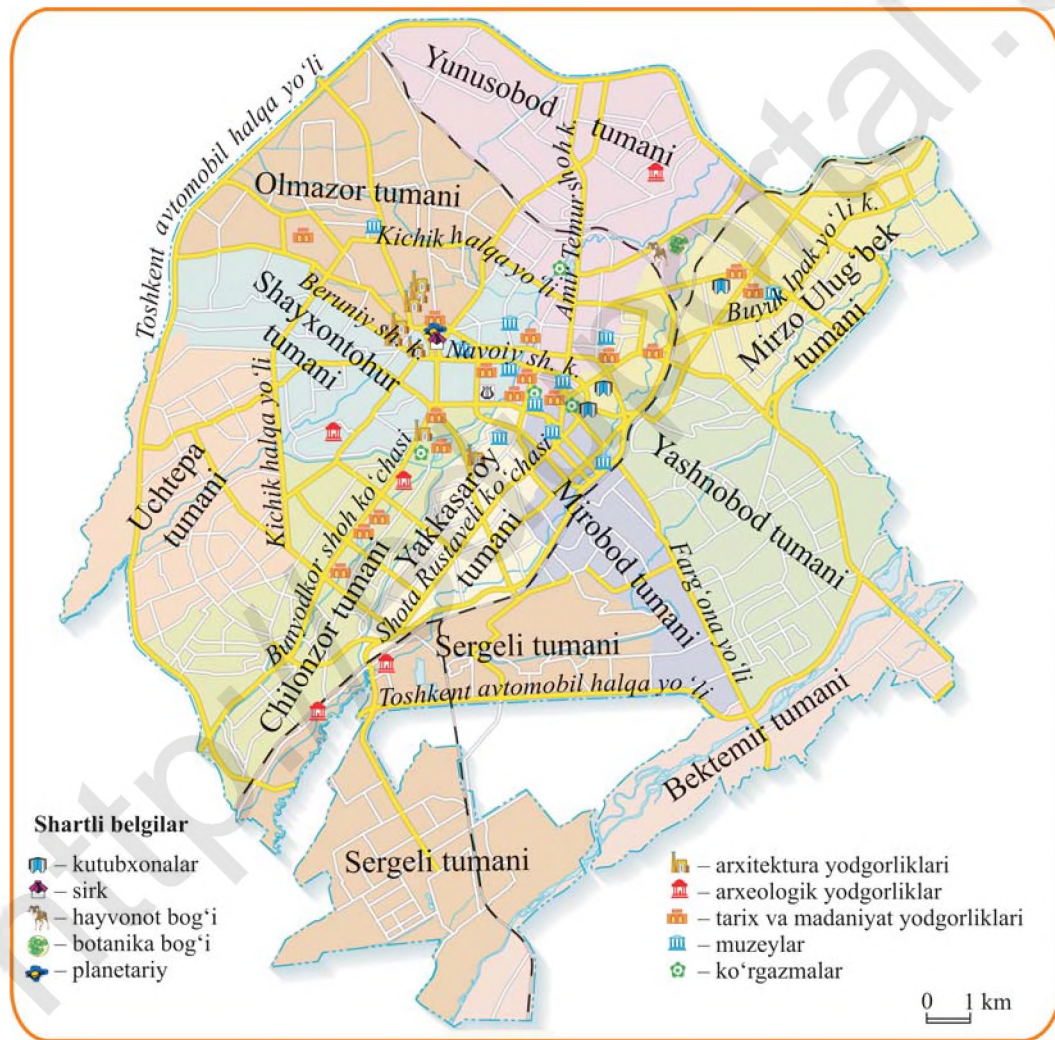 Yunusobod
tumani
Toshkent avtomobil halqa yo‘li
Olmazor tumani
Amir Temur shoh k.
Kichik halqa yo‘li
Buyuk Ipak yo‘li k.
Mirzo Ulug‘bek
tumani
Beruniy sh. k.
Shayxontohur
tumani
Navoiy sh. k.
Kichik halqa yo‘li
Uchtepa
tumani
Bunyodkor shoh ko‘chasi
Chilonzor tumani
Yakkasaroy
tumani
Shota Rustaveli ko‘chasi
Mirobod tumani
Yashnobod tumani
Farg‘ona yo‘li
Sergeli tumani
Toshkent avtomobil halqa yo‘li
Bektemir tumani
Sergeli tumani
Shartli belgilar
– kutubxonalar
– sirk
– hayvonot bog‘i
– botanika bog‘i
– planetariy
– arxitektura yodgorliklari
– arxeologik yodgorliklar
– tarix va madaniyat yodgorliklari
– muzeylar
– ko‘rgazmalar
0 1 km